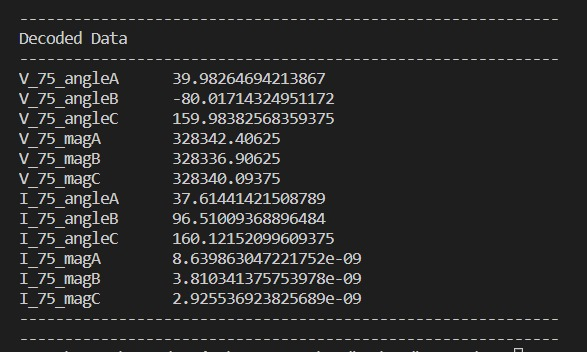 ------------------------------------------------------------
Decoded Data
------------------------------------------------------------
V_75_angleA 39.98264694213867
V_75_angleB -80.01714324951172
V_75_angleC 159.98382568359375
V_75_magA 328342.40625
V_75_magB 328336.90625
V_75_magC 328340.09375
I_75_angleA 37.61441421508789
I_75_angleB 96.51009368896484
I_75_angleC 160.12152099609375
I_75_magA 8.639863047221752e-09
I_75_magB 3.810341375753978e-09
I_75_magC 2.925536923825689e-09
------------------------------------------------------------
------------------------------------------------------------